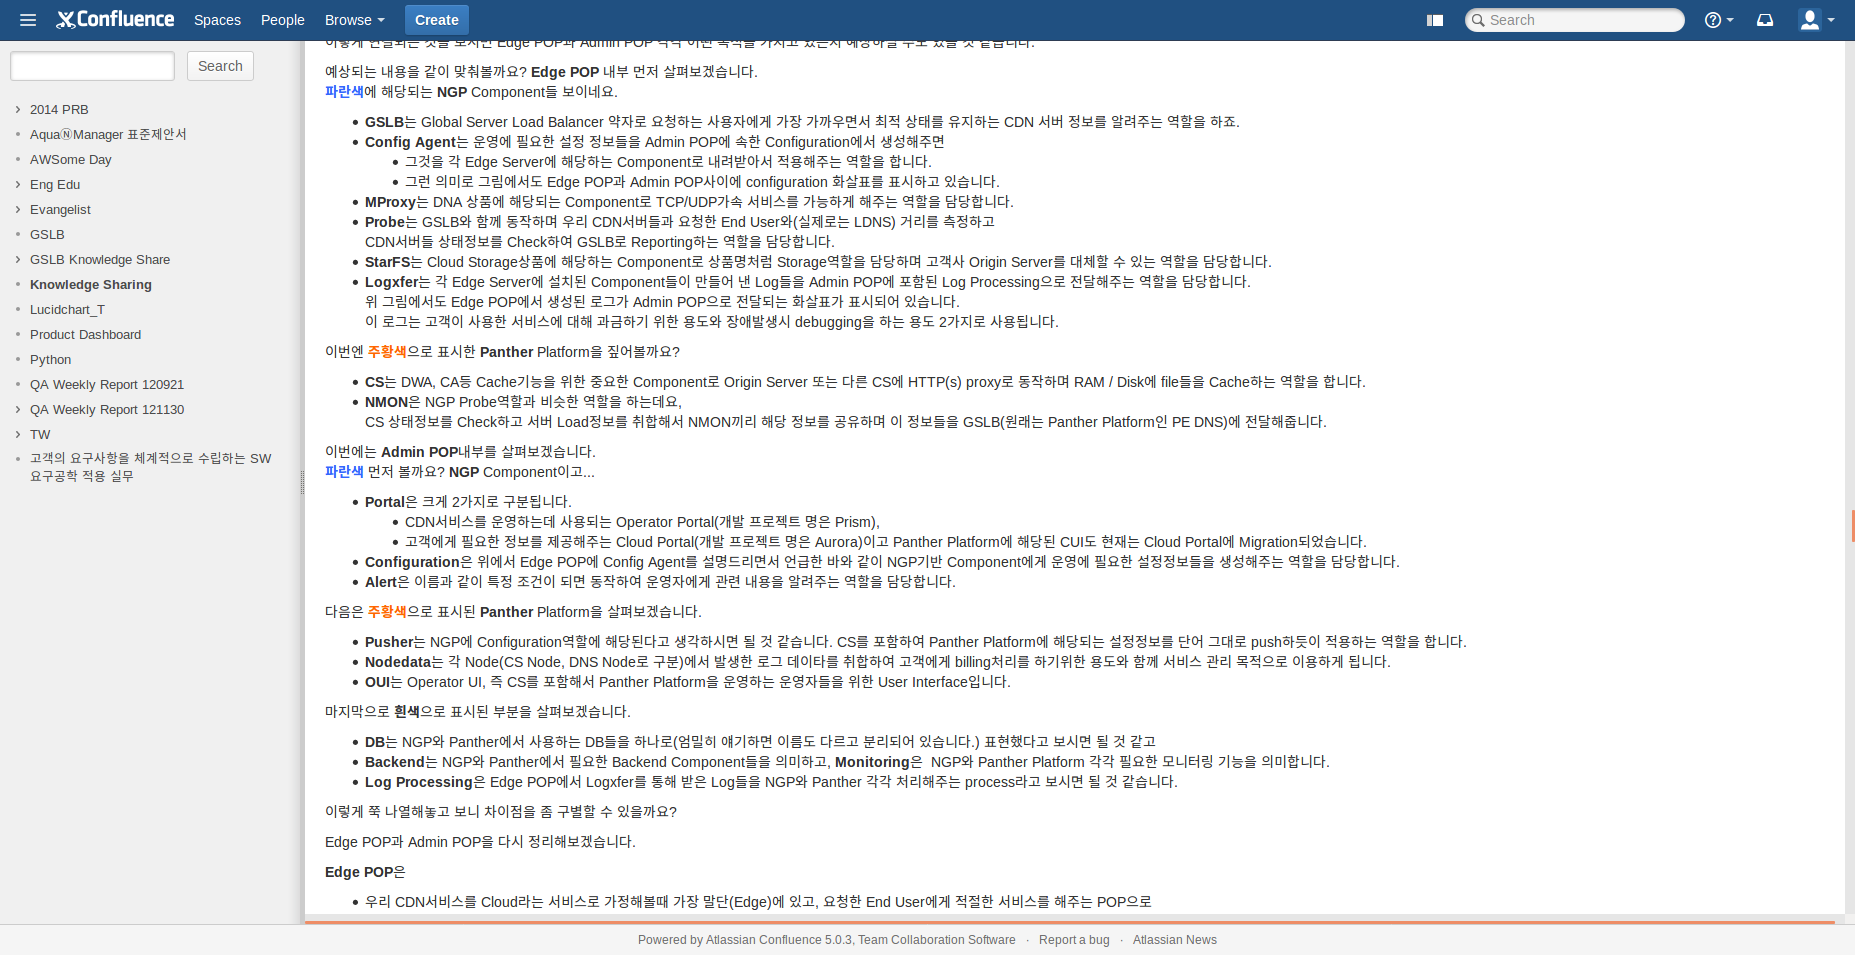 Confluence Spaces People Browse Create Search
Search
2014 PRB
AquaⓃManager 표준제안서
AWSome Day
Eng Edu
Evangelist
GSLB
GSLB Knowledge Share
Knowledge Sharing
Lucidchart_T
Product Dashboard
Python
QA Weekly Report 120921
QA Weekly Report 121130
TW
고객의 요구사항을 체계적으로 수립하는 SW
요구공학 적용 실무
예상되는 내용을 같이 맞춰볼까요? Edge POP 내부 먼저 살펴보겠습니다.
파란색에 해당되는 NGP Component들 보이네요.
GSLB는 Global Server Load Balancer 약자로 요청하는 사용자에게 가장 가까우면서 최적 상태를 유지하는 CDN 서버 정보를 알려주는 역할을 하죠.
Config Agent는 운영에 필요한 설정 정보들을 Admin POP에 속한 Configuration에서 생성해주면
그것을 각 Edge Server에 해당하는 Component로 내려받아서 적용해주는 역할을 합니다.
그런 의미로 그림에서도 Edge POP과 Admin POP사이에 configuration 화살표를 표시하고 있습니다.
MProxy는 DNA 상품에 해당되는 Component로 TCP/UDP가속 서비스를 가능하게 해주는 역할을 담당합니다.
Probe는 GSLB와 함께 동작하며 우리 CDN서버들과 요청한 End User와(실제로는 LDNS) 거리를 측정하고
CDN서버들 상태정보를 Check하여 GSLB로 Reporting하는 역할을 담당합니다.
StarFS는 Cloud Storage상품에 해당하는 Component로 상품명처럼 Storage역할을 담당하며 고객사 Origin Server를 대체할 수 있는 역할을 담당합니다.
Logxfer는 각 Edge Server에 설치된 Component들이 만들어 낸 Log들을 Admin POP에 포함된 Log Processing으로 전달해주는 역할을 담당합니다.
위 그림에서도 Edge POP에서 생성된 로그가 Admin POP으로 전달되는 화살표가 표시되어 있습니다.
이 로그는 고객이 사용한 서비스에 대해 과금하기 위한 용도와 장애발생시 debugging을 하는 용도 2가지로 사용됩니다.
이번엔 주황색으로 표시한 Panther Platform을 짚어볼까요?
CS는 DWA, CA등 Cache기능을 위한 중요한 Component로 Origin Server 또는 다른 CS에 HTTP(s) proxy로 동작하며 RAM / Disk에 file들을 Cache하는 역할을 합니다.
NMON은 NGP Probe역할과 비슷한 역할을 하는데요,
CS 상태정보를 Check하고 서버 Load정보를 취합해서 NMON끼리 해당 정보를 공유하며 이 정보들을 GSLB(원래는 Panther Platform인 PE DNS)에 전달해줍니다.
이번에는 Admin POP내부를 살펴보겠습니다.
파란색 먼저 볼까요? NGP Component이고...
Portal은 크게 2가지로 구분됩니다.
CDN서비스를 운영하는데 사용되는 Operator Portal(개발 프로젝트 명은 Prism),
고객에게 필요한 정보를 제공해주는 Cloud Portal(개발 프로젝트 명은 Aurora)이고 Panther Platform에 해당된 CUI도 현재는 Cloud Portal에 Migration되었습니다.
Configuration은 위에서 Edge POP에 Config Agent를 설명드리면서 언급한 바와 같이 NGP기반 Component에게 운영에 필요한 설정정보들을 생성해주는 역할을 담당합니다.
Alert은 이름과 같이 특정 조건이 되면 동작하여 운영자에게 관련 내용을 알려주는 역할을 담당합니다.
다음은 주황색으로 표시된 Panther Platform을 살펴보겠습니다.
Pusher는 NGP에 Configuration역할에 해당된다고 생각하시면 될 것 같습니다. CS를 포함하여 Panther Platform에 해당되는 설정정보를 단어 그대로 push하듯이 적용하는 역할을 합니다.
Nodedata는 각 Node(CS Node, DNS Node로 구분)에서 발생한 로그 데이타를 취합하여 고객에게 billing처리를 하기위한 용도와 함께 서비스 관리 목적으로 이용하게 됩니다.
OUI는 Operator UI, 즉 CS를 포함해서 Panther Platform을 운영하는 운영자들을 위한 User Interface입니다.
마지막으로 흰색으로 표시된 부분을 살펴보겠습니다.
DB는 NGP와 Panther에서 사용하는 DB들을 하나로(엄밀히 얘기하면 이름도 다르고 분리되어 있습니다.) 표현했다고 보시면 될 것 같고
Backend는 NGP와 Panther에서 필요한 Backend Component들을 의미하고, Monitoring은 NGP와 Panther Platform 각각 필요한 모니터링 기능을 의미합니다.
Log Processing은 Edge POP에서 Logxfer를 통해 받은 Log들을 NGP와 Panther 각각 처리해주는 process라고 보시면 될 것 같습니다.
이렇게 쭉 나열해놓고 보니 차이점을 좀 구별할 수 있을까요?
Edge POP과 Admin POP을 다시 정리해보겠습니다.
Edge POP은
우리 CDN서비스를 Cloud라는 서비스로 가정해볼때 가장 말단(Edge)에 있고, 요청한 End User에게 적절한 서비스를 해주는 POP으로
Powered by Atlassian Confluence 5.0.3, Team Collaboration Software · Report a bug · Atlassian News